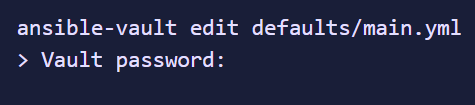 ansible-vault edit defaults/main.yml
> Vault password: